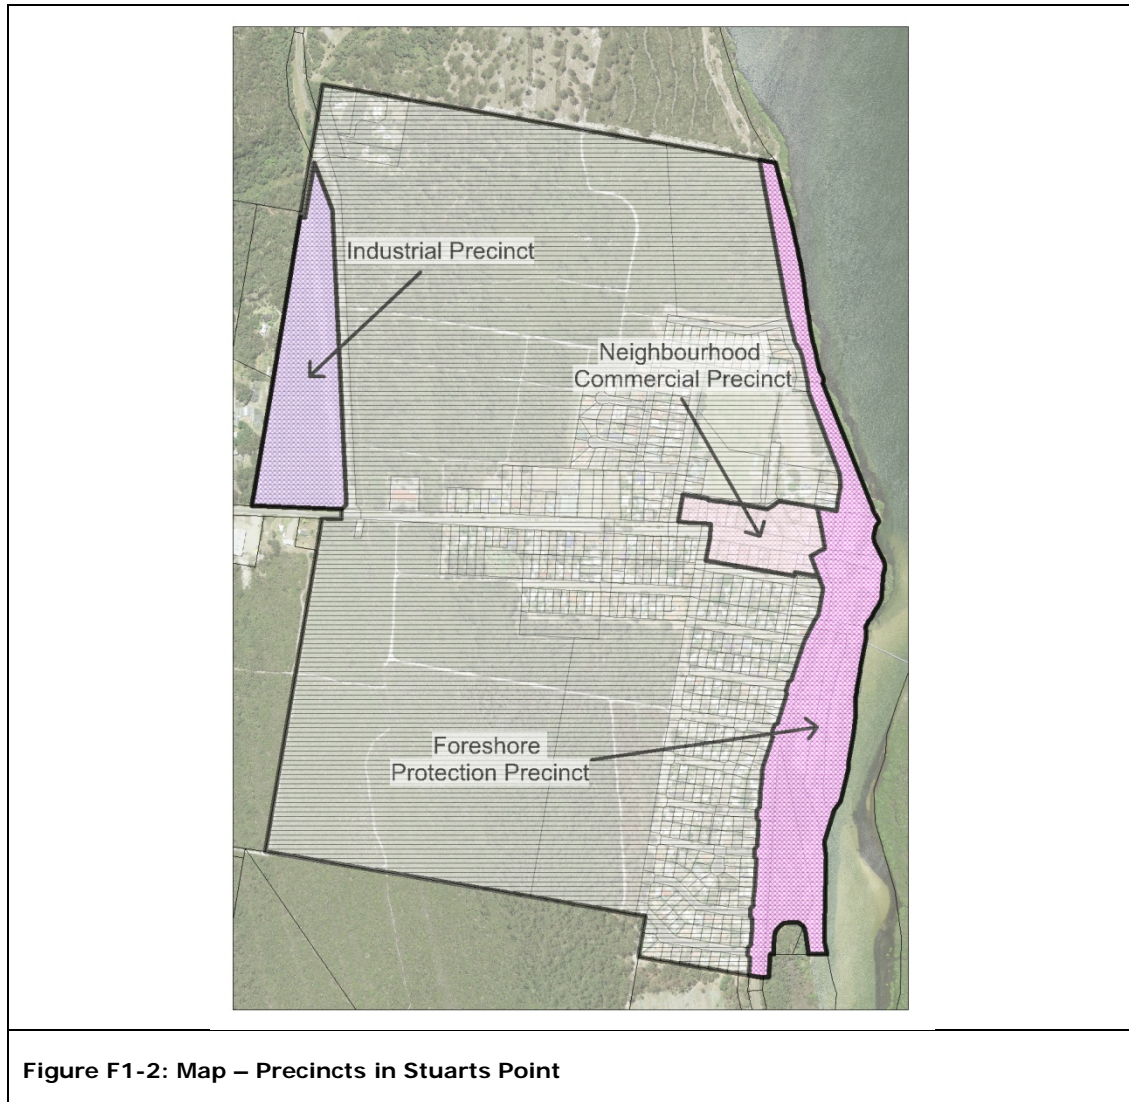 Industrial Precinct
Neighbourhood
Commercial Precinct
Foreshore
Protection Precinct
Figure F1-2: Map – Precincts in Stuarts Point